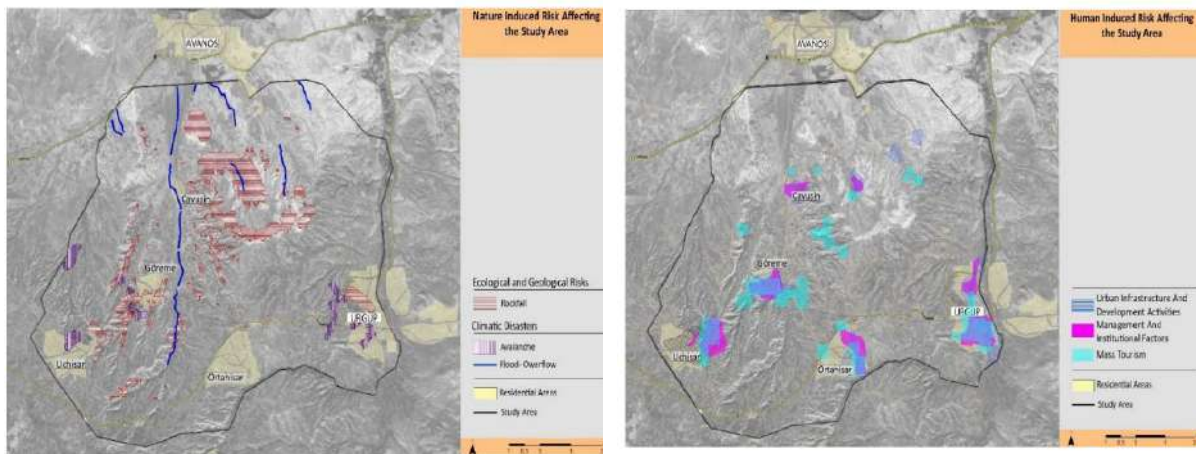 Nature Induced Risk Affecting
the Study Area
AVANOS
Cavusin
Göreme
Uchisar
Ortahisar
URGUP
Ecological and Geological Risks
Rockfall
Climatic Disasters
Avalanche
Flood- Overflow
Residential Areas
Study Area
Human Induced Risk Affecting
the Study Area
AVANOS
Cavusin
Göreme
Uchisar
Ortahisar
URGUP
Urban Infrastructure And
Development Activities
Management And
Institutional Factors
Mass Tourism
Residential Areas
Study Area